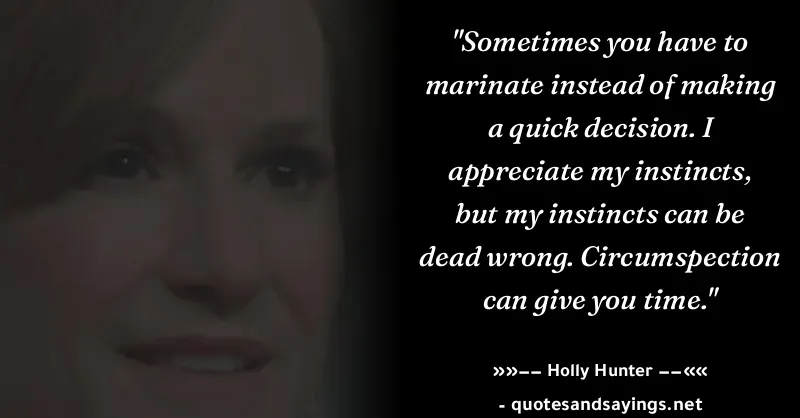 "Sometimes you have to
marinate instead of making
a quick decision. I
appreciate my instincts,
but my instincts can be
dead wrong. Circumspection
can give you time."
»»–– Holly Hunter ––««
- quotesandsayings.net